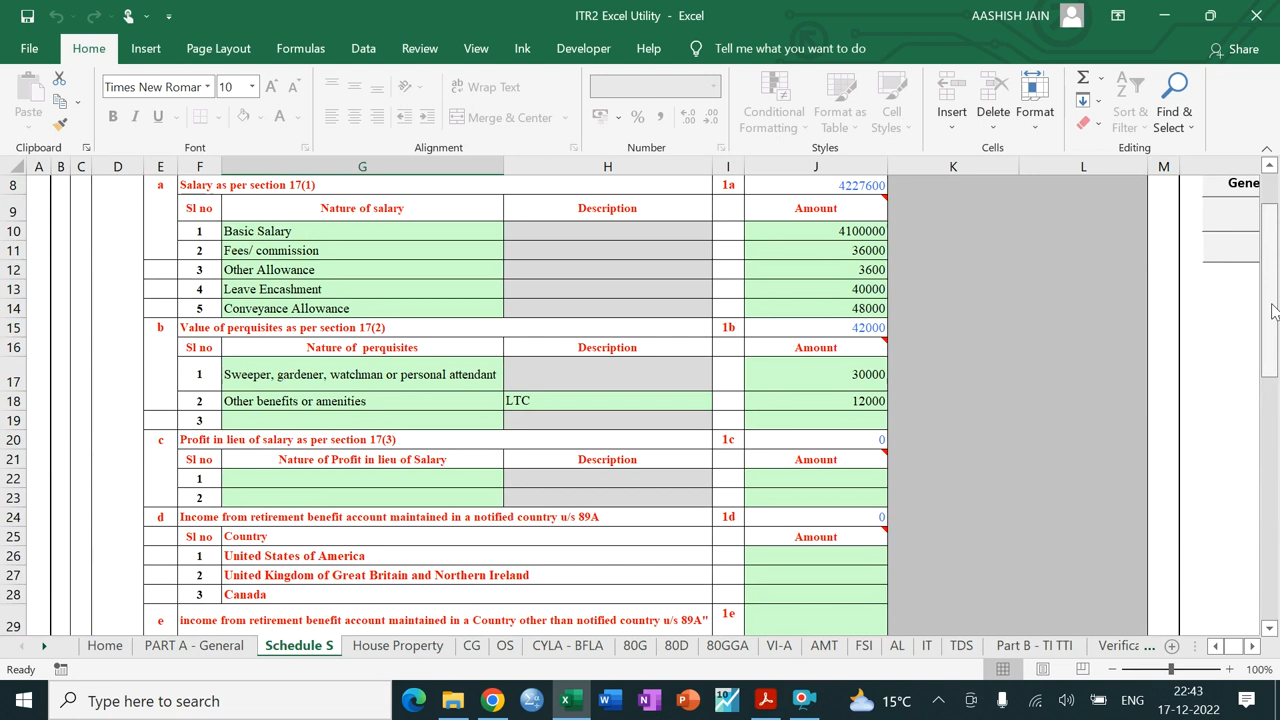 ITR2 Excel Utility - Excel
AASHISH JAIN
File Home Insert Page Layout Formulas Data Review View Ink Developer Help Tell me what you want to do Share
Times New Romar 10
Paste
B I U
A A
Wrap Text
Merge & Center
% ,
Conditional Formatting
Format as Table
Cell Styles
Insert Delete Format
Sort & Filter
Find & Select
Clipboard Font Alignment Number Styles Cells Editing
A B C D E F G H I J K L M
8 a Salary as per section 17(1) 1a 4227600 Gene
9 Sl no Nature of salary Description Amount
10 1 Basic Salary 4100000
11 2 Fees/ commission 36000
12 3 Other Allowance 3600
13 4 Leave Encashment 40000
14 5 Conveyance Allowance 48000
15 b Value of perquisites as per section 17(2) 1b 42000
16 Sl no Nature of perquisites Description Amount
17 1 Sweeper, gardener, watchman or personal attendant 30000
18 2 Other benefits or amenities LTC 12000
19 3
20 c Profit in lieu of salary as per section 17(3) 1c 0
21 Sl no Nature of Profit in lieu of Salary Description Amount
22 1
23 2
24 d Income from retirement benefit account maintained in a notified country u/s 89A 1d 0
25 Sl no Country Amount
26 1 United States of America
27 2 United Kingdom of Great Britain and Northern Ireland
28 3 Canada
29 e income from retirement benefit account maintained in a Country other than notified country u/s 89A" 1e
Home PART A - General Schedule S House Property CG OS CYLA - BFLA 80G 80D 80GGA VI-A AMT FSI AL IT TDS Part B - TI TTI Verifica ...
Ready 100%
Type here to search
15°C ENG 22:43
17-12-2022